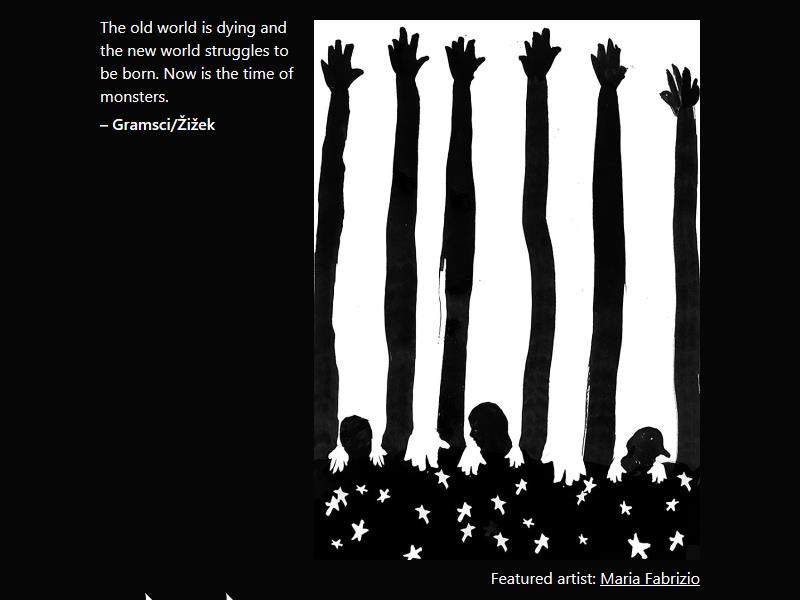 The old world is dying and
the new world struggles to
be born. Now is the time of
monsters.
– Gramsci/Žižek
Featured artist: Maria Fabrizio